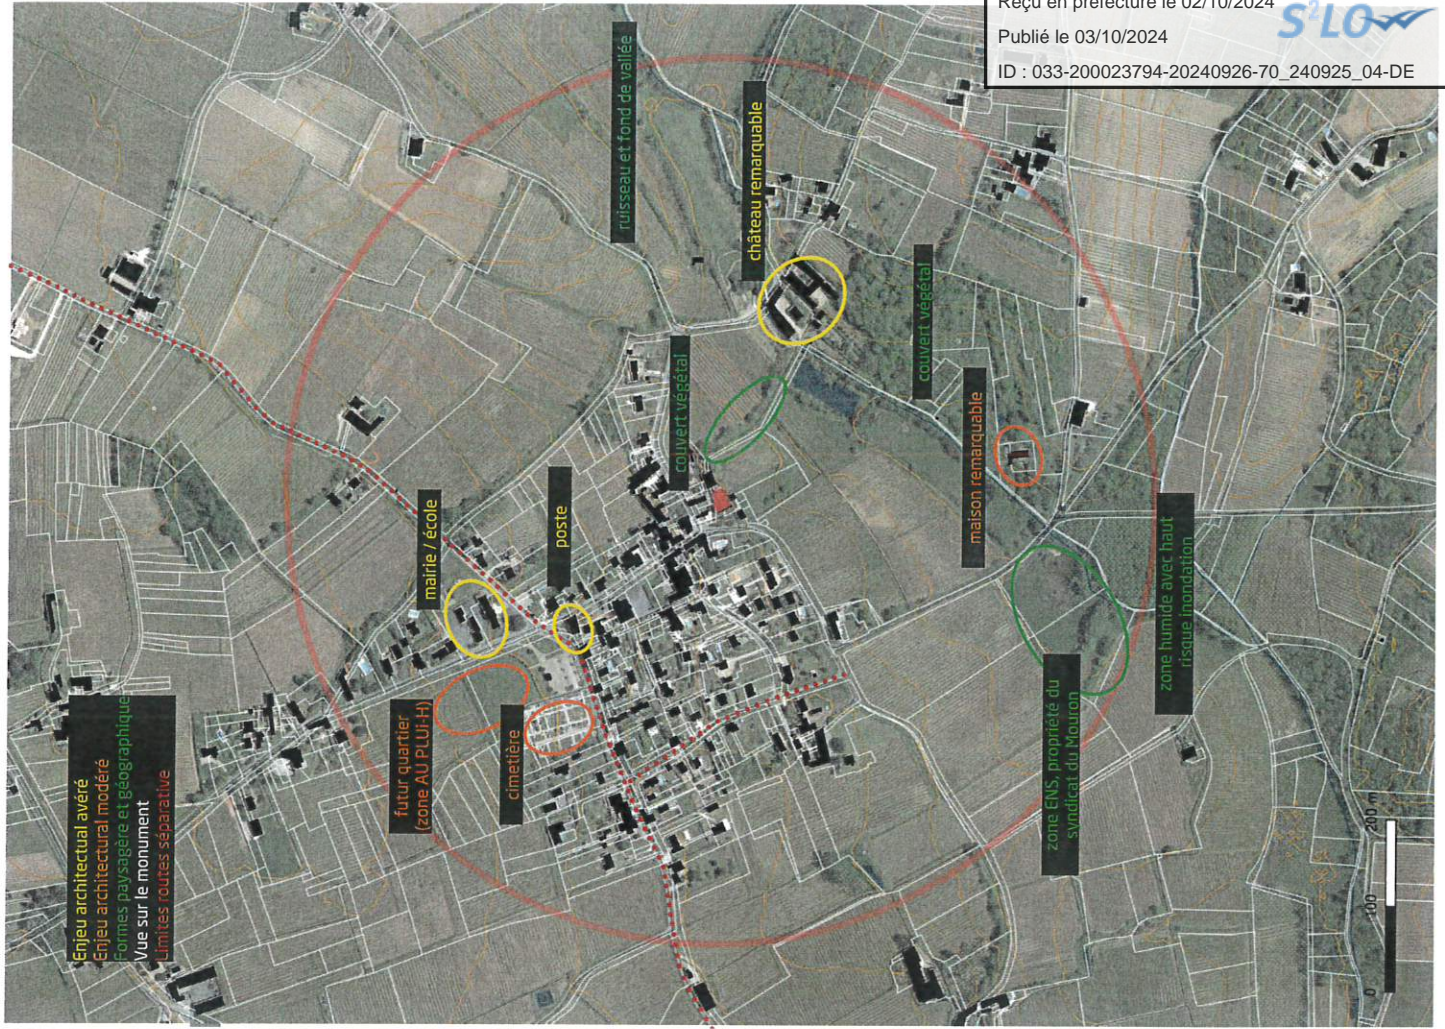 Reçu en préfecture le 02/10/2024
Publié le 03/10/2024
S²LO
ID : 033-200023794-20240926-70_240925_04-DE
ruisseau et fond de vallée
château remarquable
couvert végétal
couvert végétal
maison remarquable
mairie / école
poste
zone humide avec haut
risque inondation
futur quartier
(zone AU PLUi-H)
cimetière
zone ENS, propriété du
syndicat du Mouron
Enjeu architectual avéré
Enjeu architectural modéré
Formes paysagère et géographique
Vue sur le monument
Limites routes séparative
0
100
200 m